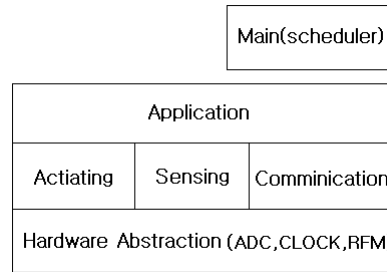 Main(scheduler)
Application
Actiating Sensing Comminication
Hardware Abstraction (ADC,CLOCK,RFM